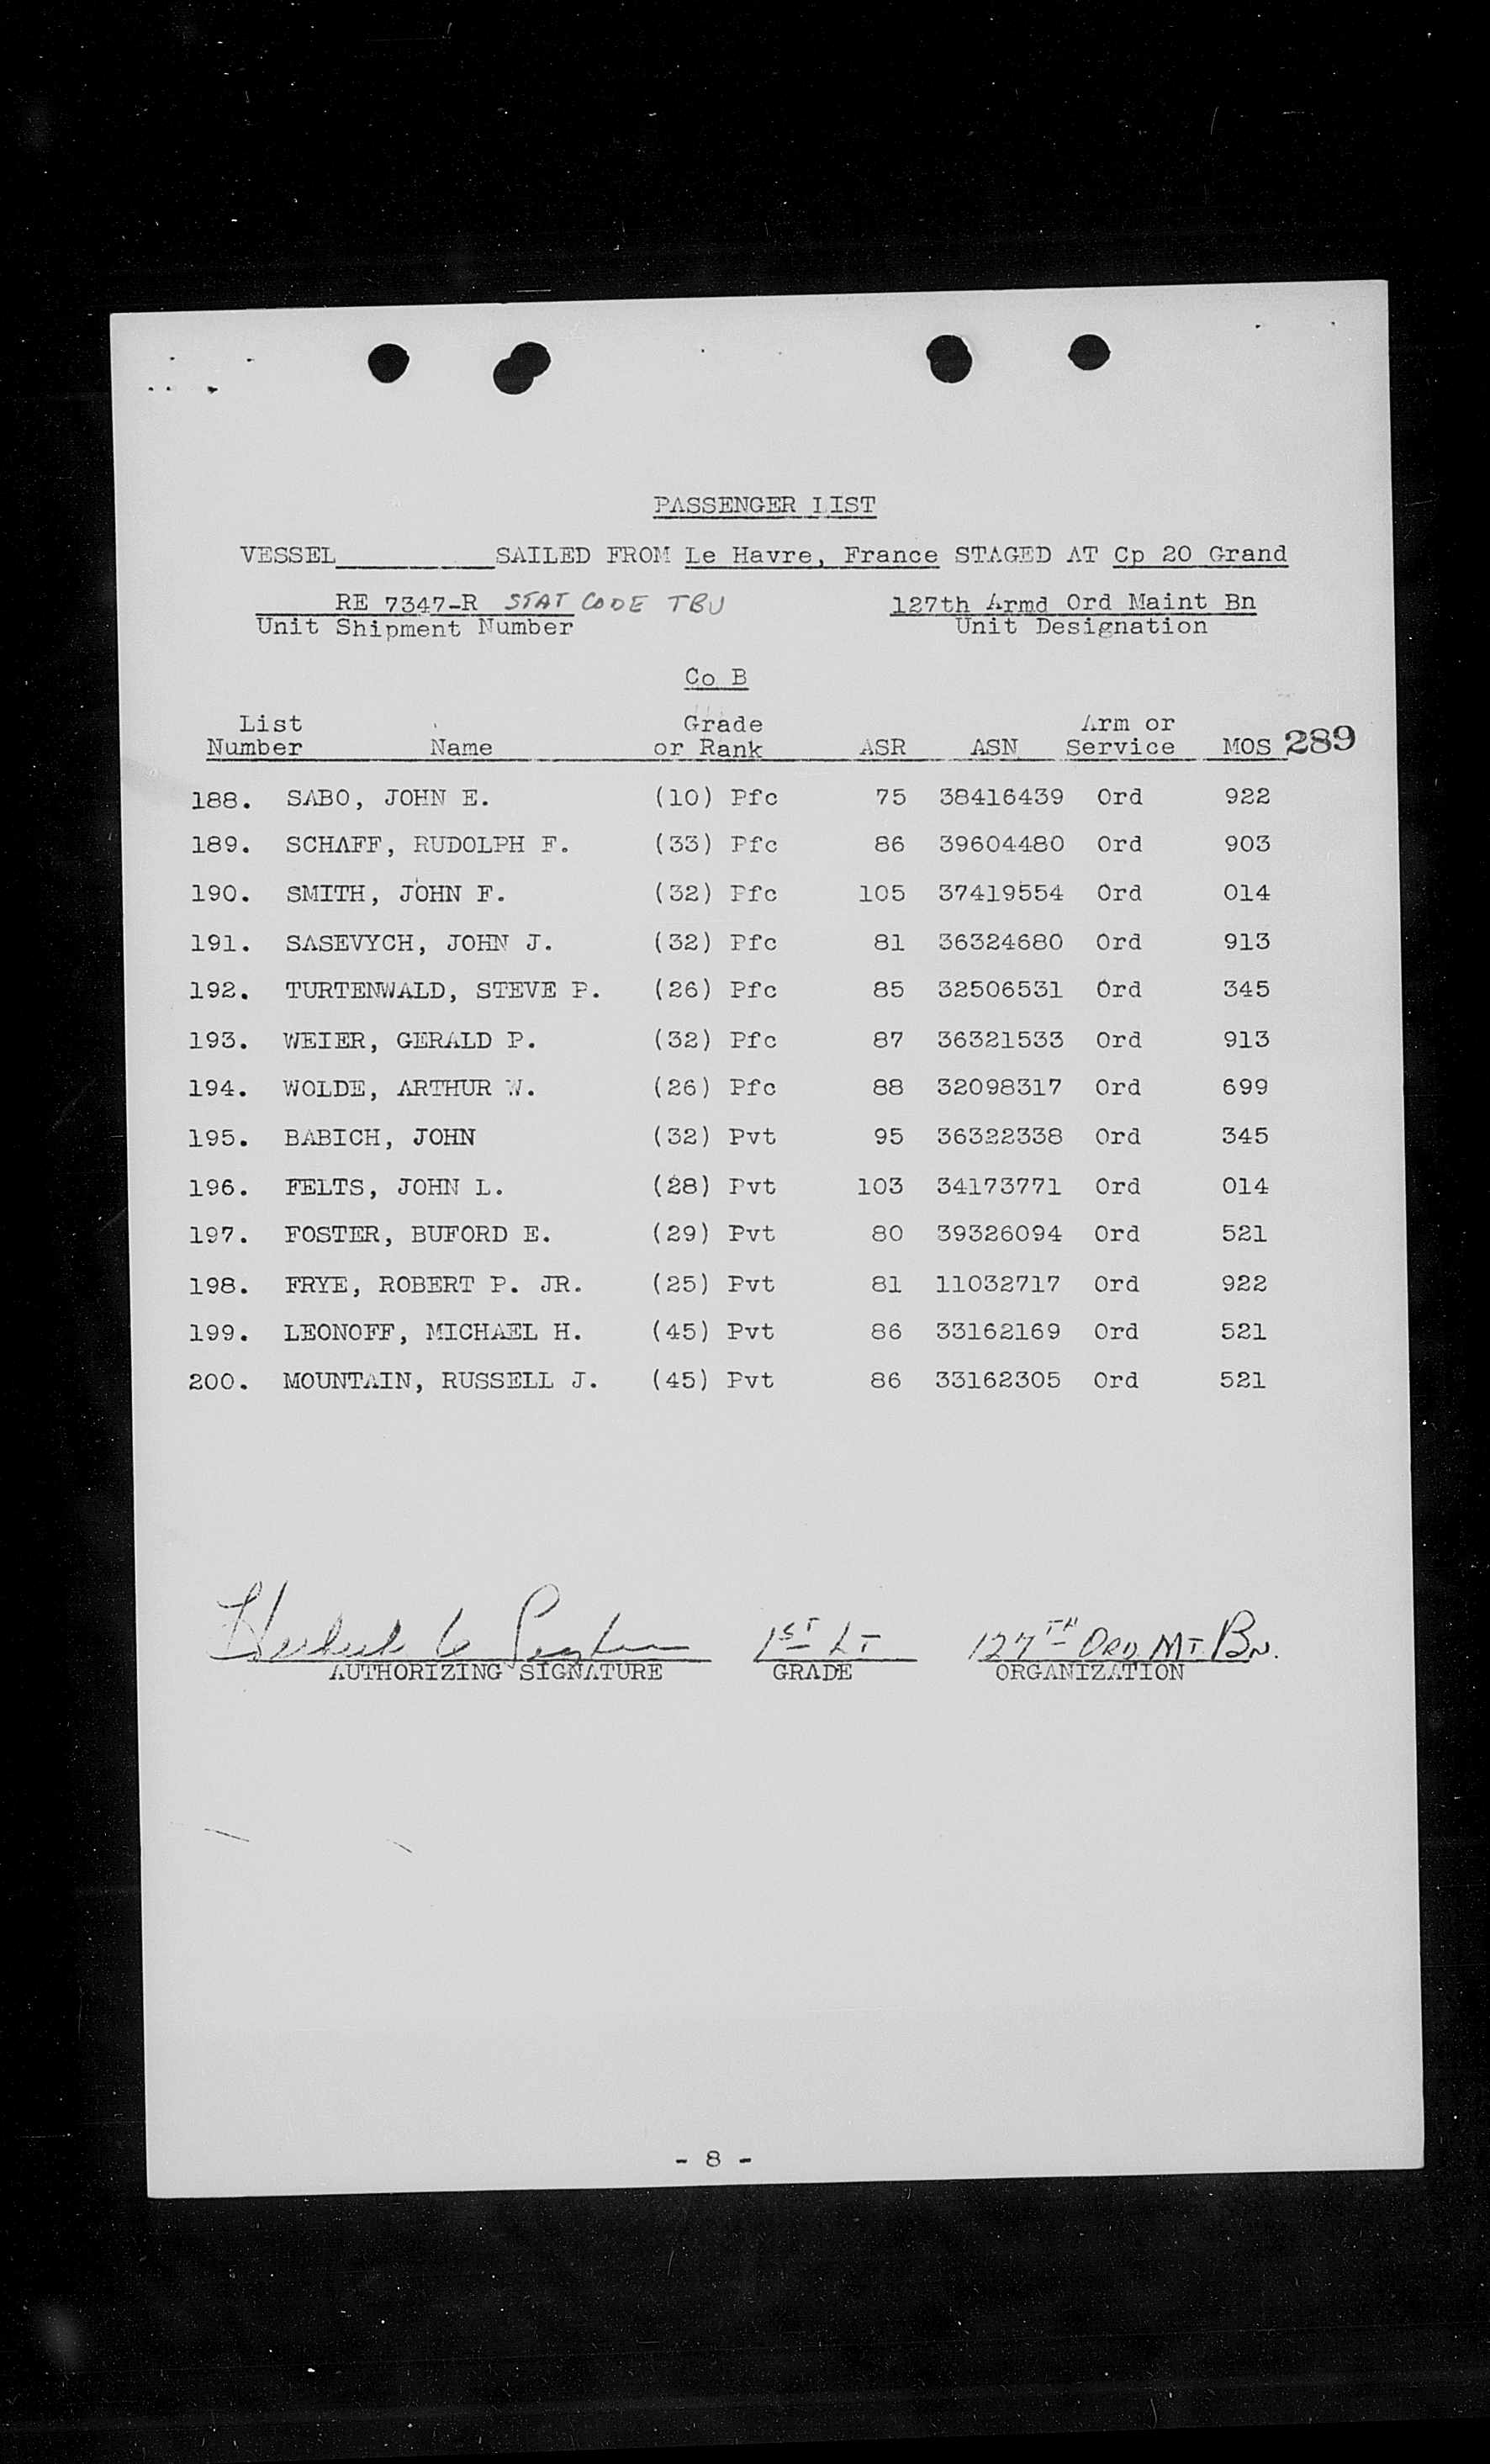 PASSENGER LIST
VESSEL__________SAILED FROM Le Havre, France STAGED AT Cp 20 Grand
RE 7347-R STAT CODE TBU 127th Armd Ord Maint Bn
Unit Shipment Number Unit Designation
Co B
List Grade Arm or
Number Name or Rank ASR ASN Service MOS 289
188. SABO, JOHN E. (10) Pfc 75 38416439 Ord 922
189. SCHAFF, RUDOLPH F. (33) Pfc 86 39604480 Ord 903
190. SMITH, JOHN F. (32) Pfc 105 37419554 Ord 014
191. SASEVYCH, JOHN J. (32) Pfc 81 36324680 Ord 913
192. TURTENWALD, STEVE P. (26) Pfc 85 32506531 Ord 345
193. WEIER, GERALD P. (32) Pfc 87 36321533 Ord 913
194. WOLDE, ARTHUR W. (26) Pfc 88 32098317 Ord 699
195. BABICH, JOHN (32) Pvt 95 36322338 Ord 345
196. FELTS, JOHN L. (28) Pvt 103 34173771 Ord 014
197. FOSTER, BUFORD E. (29) Pvt 80 39326094 Ord 521
198. FRYE, ROBERT P. JR. (25) Pvt 81 11032717 Ord 922
199. LEONOFF, MICHAEL H. (45) Pvt 86 33162169 Ord 521
200. MOUNTAIN, RUSSELL J. (45) Pvt 86 33162305 Ord 521
1ST LT 127TH ORD. MT. BN.
AUTHORIZING SIGNATURE GRADE ORGANIZATION
- 8 -